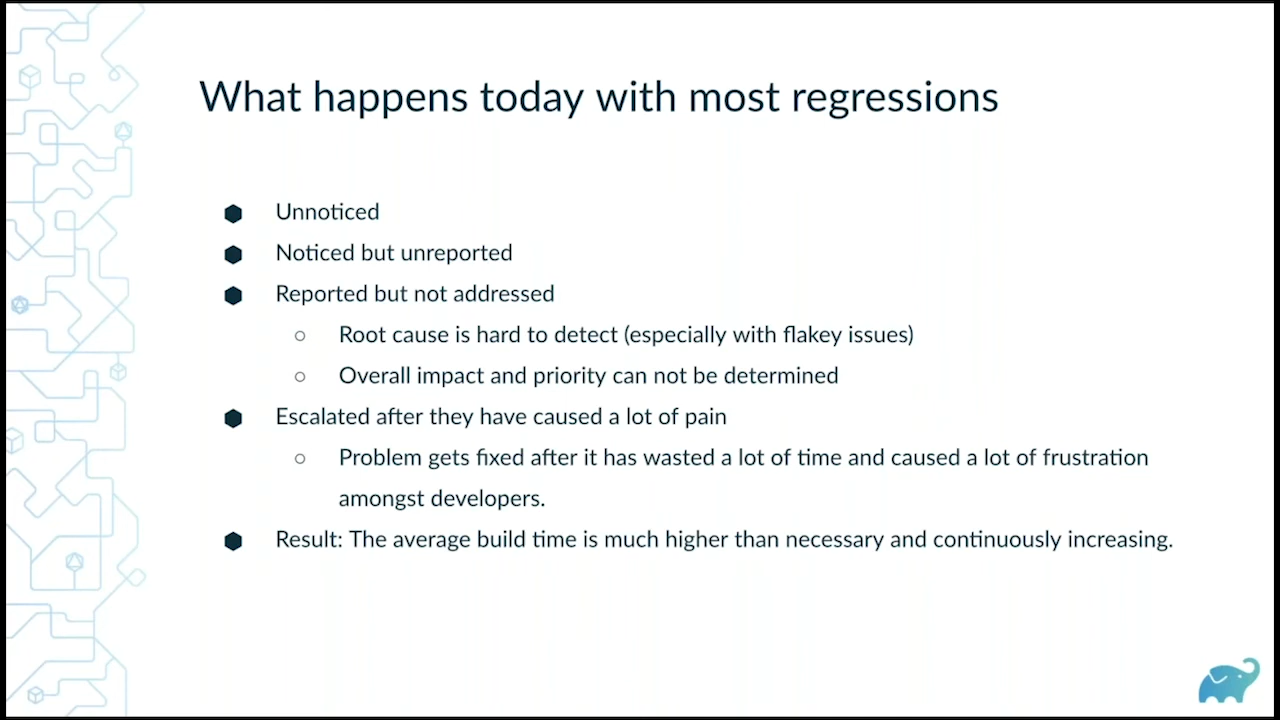 What happens today with most regressions
Unnoticed
Noticed but unreported
Reported but not addressed
Root cause is hard to detect (especially with flakey issues)
Overall impact and priority can not be determined
Escalated after they have caused a lot of pain
Problem gets fixed after it has wasted a lot of time and caused a lot of frustration
amongst developers.
Result: The average build time is much higher than necessary and continuously increasing.